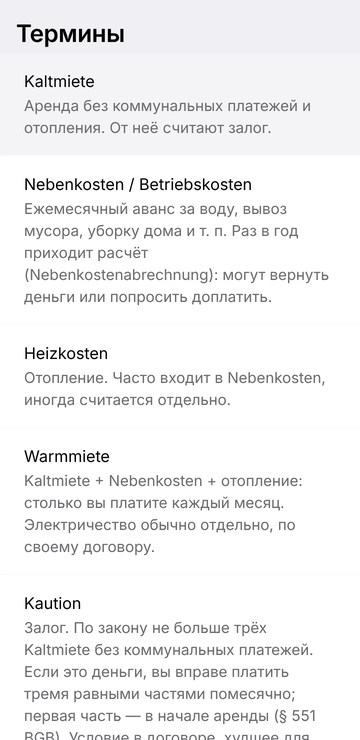 Термины
Kaltmiete
Аренда без коммунальных платежей и
отопления. От неё считают залог.
Nebenkosten / Betriebskosten
Ежемесячный аванс за воду, вывоз
мусора, уборку дома и т. п. Раз в год
приходит расчёт
(Nebenkostenabrechnung): могут вернуть
деньги или попросить доплатить.
Heizkosten
Отопление. Часто входит в Nebenkosten,
иногда считается отдельно.
Warmmiete
Kaltmiete + Nebenkosten + отопление:
столько вы платите каждый месяц.
Электричество обычно отдельно, по
своему договору.
Kaution
Залог. По закону не больше трёх
Kaltmiete без коммунальных платежей.
Если это деньги, вы вправе платить
тремя равными частями помесячно;
первая часть — в начале аренды (§ 551
BGB). Условие в договоре, худшее для